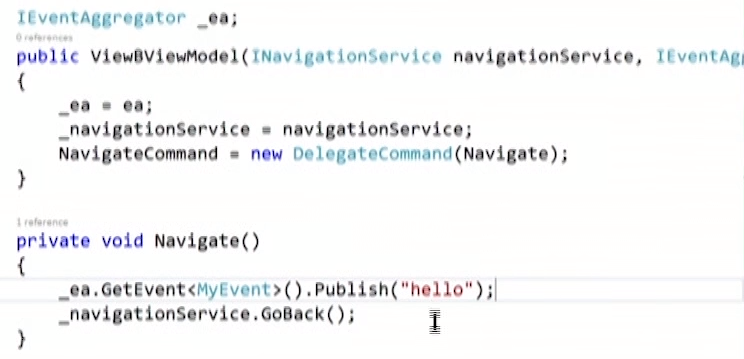 IEventAggregator _ea;
0 references
public ViewBViewModel(INavigationService navigationService, IEventAgg
{
_ea = ea;
_navigationService = navigationService;
NavigateCommand = new DelegateCommand(Navigate);
}
1 reference
private void Navigate()
{
_ea.GetEvent<MyEvent>().Publish("hello");
_navigationService.GoBack();
}